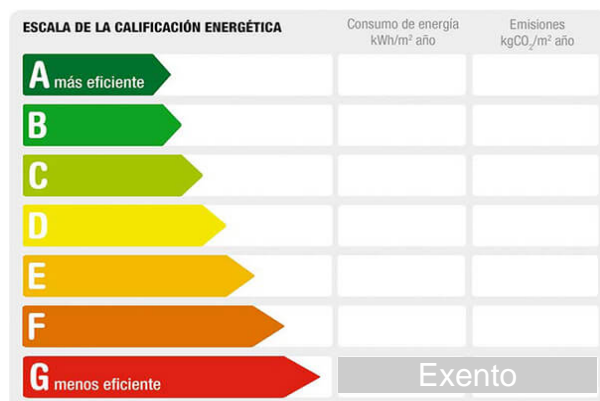 ESCALA DE LA CALIFICACIÓN ENERGÉTICA
Consumo de energía
kWh/m² año
Emisiones
kgCO₂/m² año
A más eficiente
B
C
D
E
F
G menos eficiente
Exento